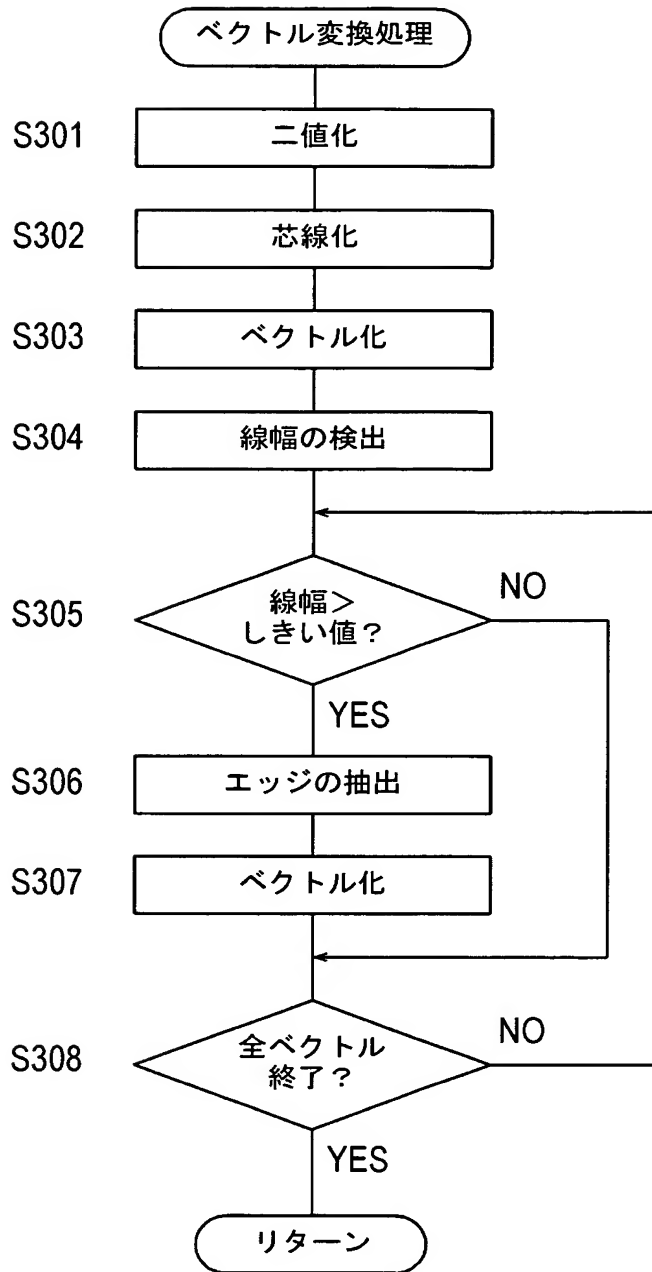 ベクトル変換処理
S301
二値化
S302
芯線化
S303
ベクトル化
S304
線幅の検出
S305
線幅>
しきい値?
NO
YES
S306
エッジの抽出
S307
ベクトル化
S308
全ベクトル
終了?
NO
YES
リターン